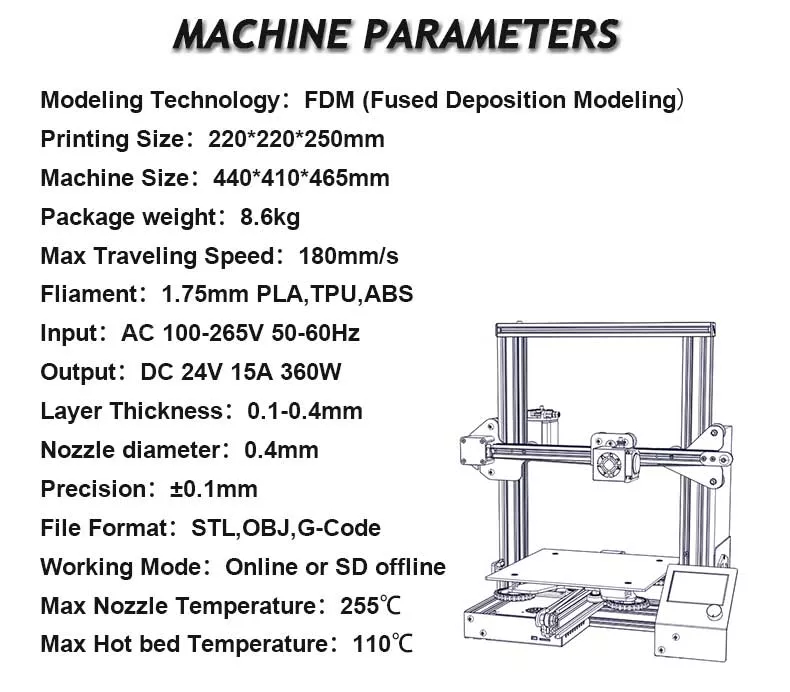 MACHINE PARAMETERS
Modeling Technology：FDM (Fused Deposition Modeling）
Printing Size：220*220*250mm
Machine Size：440*410*465mm
Package weight：8.6kg
Max Traveling Speed：180mm/s
Fliament：1.75mm PLA,TPU,ABS
Input：AC 100-265V 50-60Hz
Output：DC 24V 15A 360W
Layer Thickness：0.1-0.4mm
Nozzle diameter：0.4mm
Precision：±0.1mm
File Format：STL,OBJ,G-Code
Working Mode：Online or SD offline
Max Nozzle Temperature：255℃
Max Hot bed Temperature：110℃